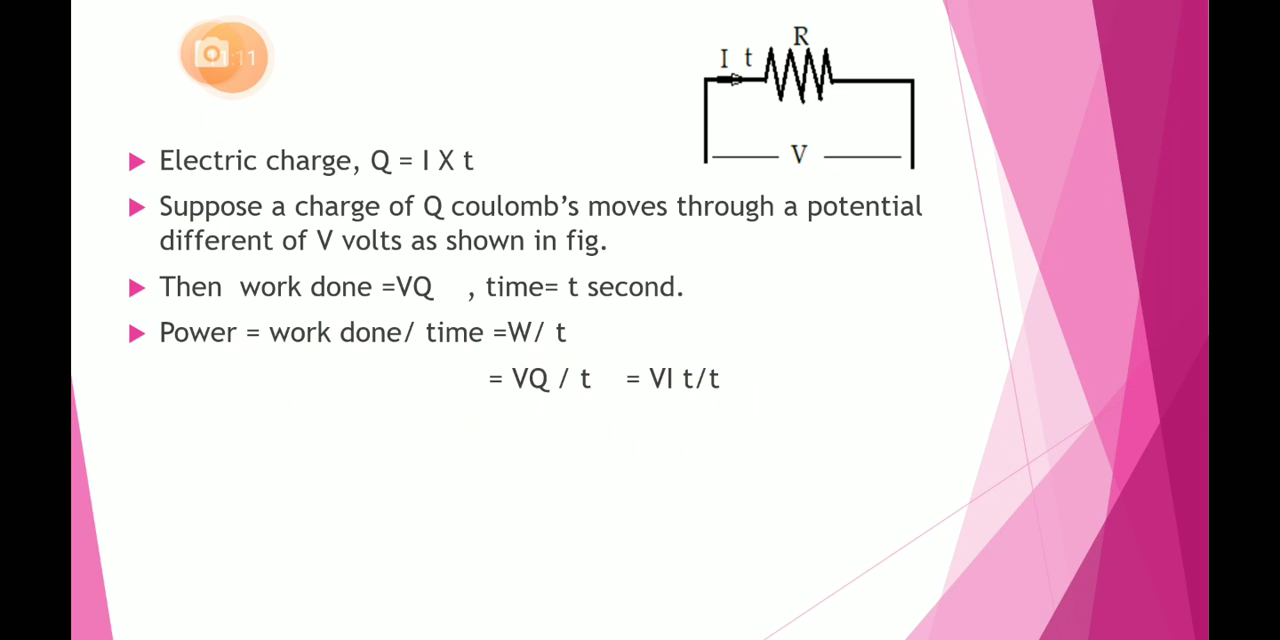 R
I t
V
Electric charge, Q = I X t
Suppose a charge of Q coulomb’s moves through a potential
different of V volts as shown in fig.
Then work done =VQ , time= t second.
Power = work done/ time =W/ t
= VQ / t = VI t/t